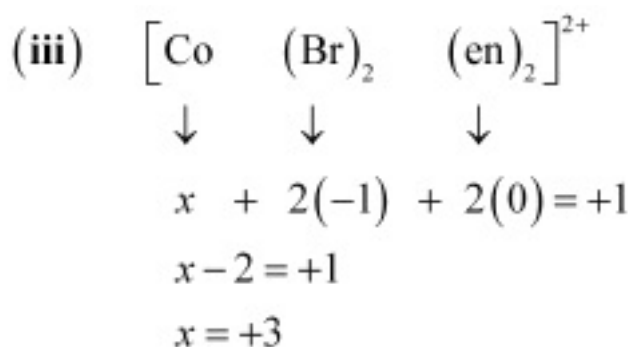 (iii) [Co (Br)₂ (en)₂]²⁺
↓ ↓ ↓
x + 2(−1) + 2(0) = +1
x − 2 = +1
x = +3